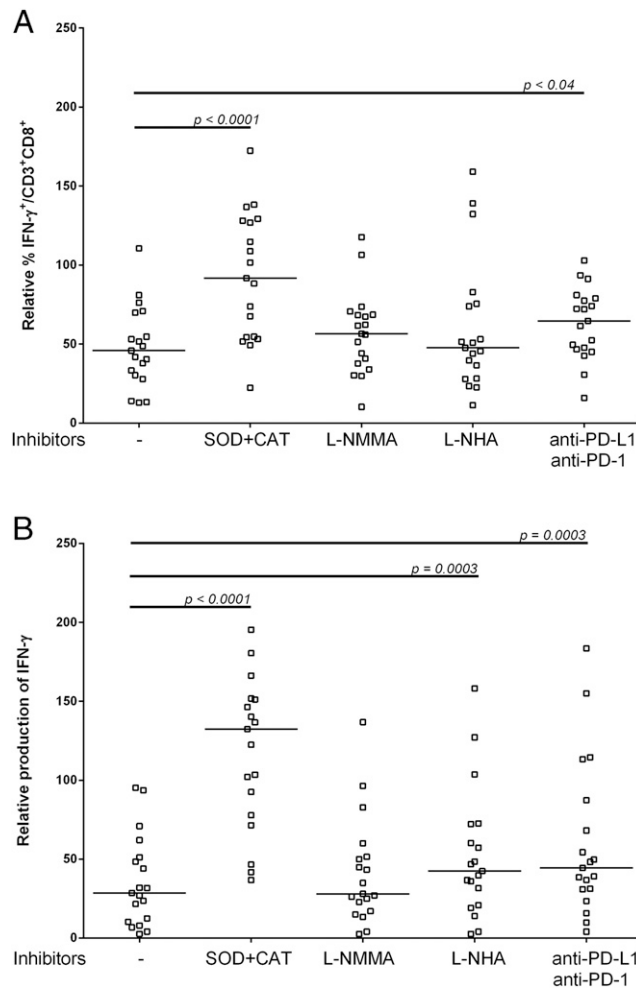 A
Relative % IFN-γ⁺/CD3⁺CD8⁺
250
200
150
100
50
0
p < 0.04
p < 0.0001
Inhibitors - SOD+CAT L-NMMA L-NHA anti-PD-L1
anti-PD-1
B
Relative production of IFN-γ
250
200
150
100
50
0
p = 0.0003
p = 0.0003
p < 0.0001
Inhibitors - SOD+CAT L-NMMA L-NHA anti-PD-L1
anti-PD-1